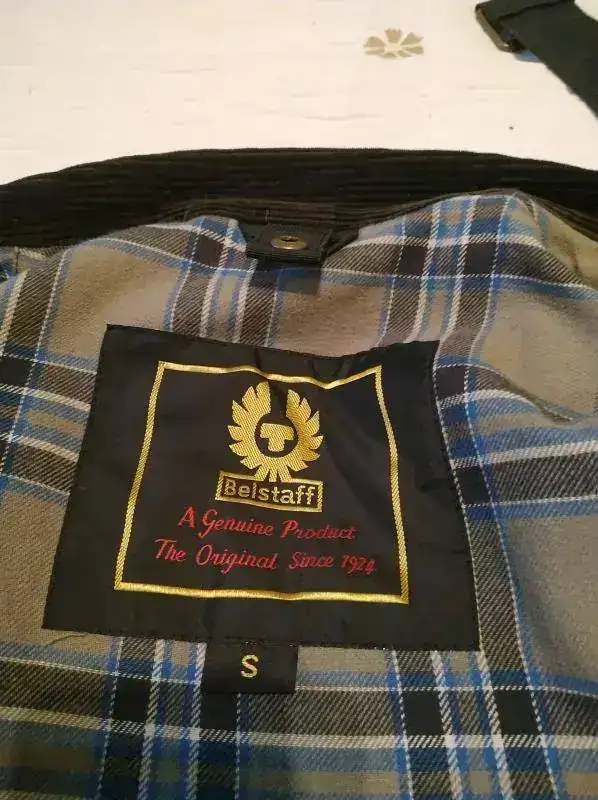 Belstaff
A Genuine Product
The Original Since 1924
S